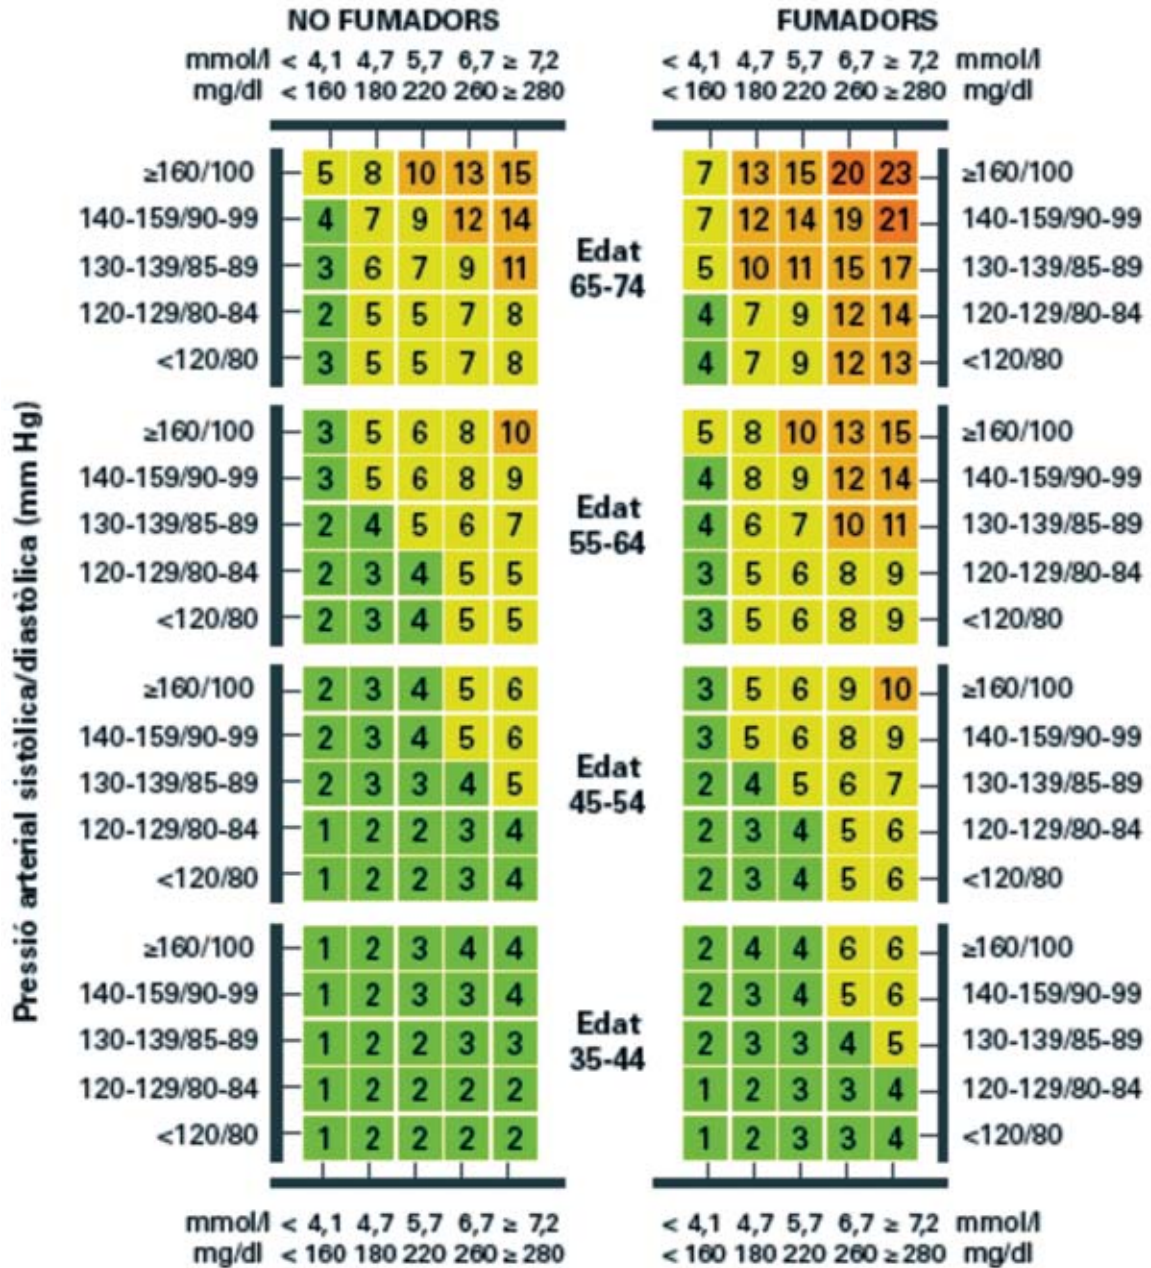 NO FUMADORS FUMADORS
mmol/l < 4,1 4,7 5,7 6,7 ≥ 7,2 < 4,1 4,7 5,7 6,7 ≥ 7,2 mmol/l
mg/dl < 160 180 220 260 ≥ 280 < 160 180 220 260 ≥ 280 mg/dl
Pressió arterial sistòlica/diastòlica (mm Hg)
≥160/100 5 8 10 13 15 7 13 15 20 23 ≥160/100
140-159/90-99 4 7 9 12 14 7 12 14 19 21 140-159/90-99
Edat
130-139/85-89 3 6 7 9 11 5 10 11 15 17 130-139/85-89
65-74
120-129/80-84 2 5 5 7 8 4 7 9 12 14 120-129/80-84
<120/80 3 5 5 7 8 4 7 9 12 13 <120/80
≥160/100 3 5 6 8 10 5 8 10 13 15 ≥160/100
140-159/90-99 3 5 6 8 9 4 8 9 12 14 140-159/90-99
Edat
130-139/85-89 2 4 5 6 7 4 6 7 10 11 130-139/85-89
55-64
120-129/80-84 2 3 4 5 5 3 5 6 8 9 120-129/80-84
<120/80 2 3 4 5 5 3 5 6 8 9 <120/80
≥160/100 2 3 4 5 6 3 5 6 9 10 ≥160/100
140-159/90-99 2 3 4 5 6 3 5 6 8 9 140-159/90-99
Edat
130-139/85-89 2 3 3 4 5 2 4 5 6 7 130-139/85-89
45-54
120-129/80-84 1 2 2 3 4 2 3 4 5 6 120-129/80-84
<120/80 1 2 2 3 4 2 3 4 5 6 <120/80
≥160/100 1 2 3 4 4 2 4 4 6 6 ≥160/100
140-159/90-99 1 2 3 3 4 2 3 4 5 6 140-159/90-99
Edat
130-139/85-89 1 2 2 3 3 2 3 3 4 5 130-139/85-89
35-44
120-129/80-84 1 2 2 2 2 1 2 3 3 4 120-129/80-84
<120/80 1 2 2 2 2 1 2 3 3 4 <120/80
mmol/l < 4,1 4,7 5,7 6,7 ≥ 7,2 < 4,1 4,7 5,7 6,7 ≥ 7,2 mmol/l
mg/dl < 160 180 220 260 ≥ 280 < 160 180 220 260 ≥ 280 mg/dl